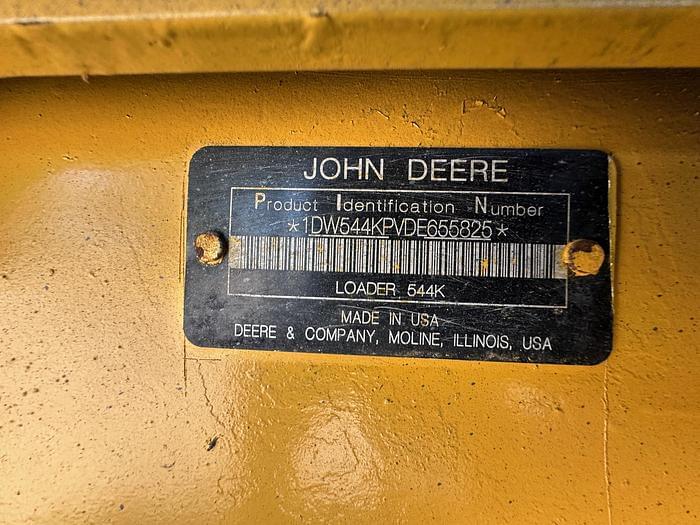 JOHN DEERE
Product Identification Number
*1DW544KPVDE655825*
LOADER 544K
MADE IN USA
DEERE & COMPANY, MOLINE, ILLINOIS, USA